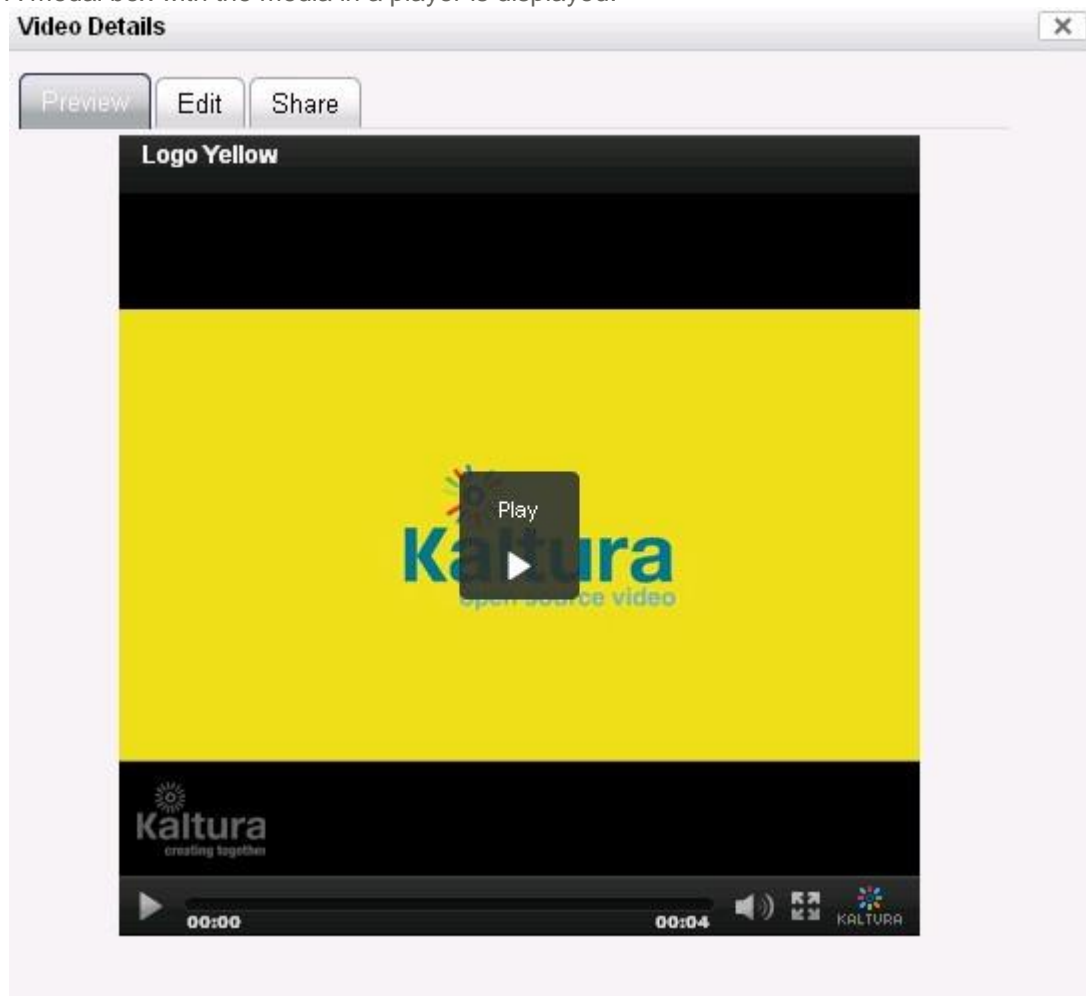 A modal box with the media in a player is displayed.
Video Details
Preview
Edit
Share
Logo Yellow
Play
Kaltura
open source video
Kaltura
creating together
00:00
00:04
KALTURA